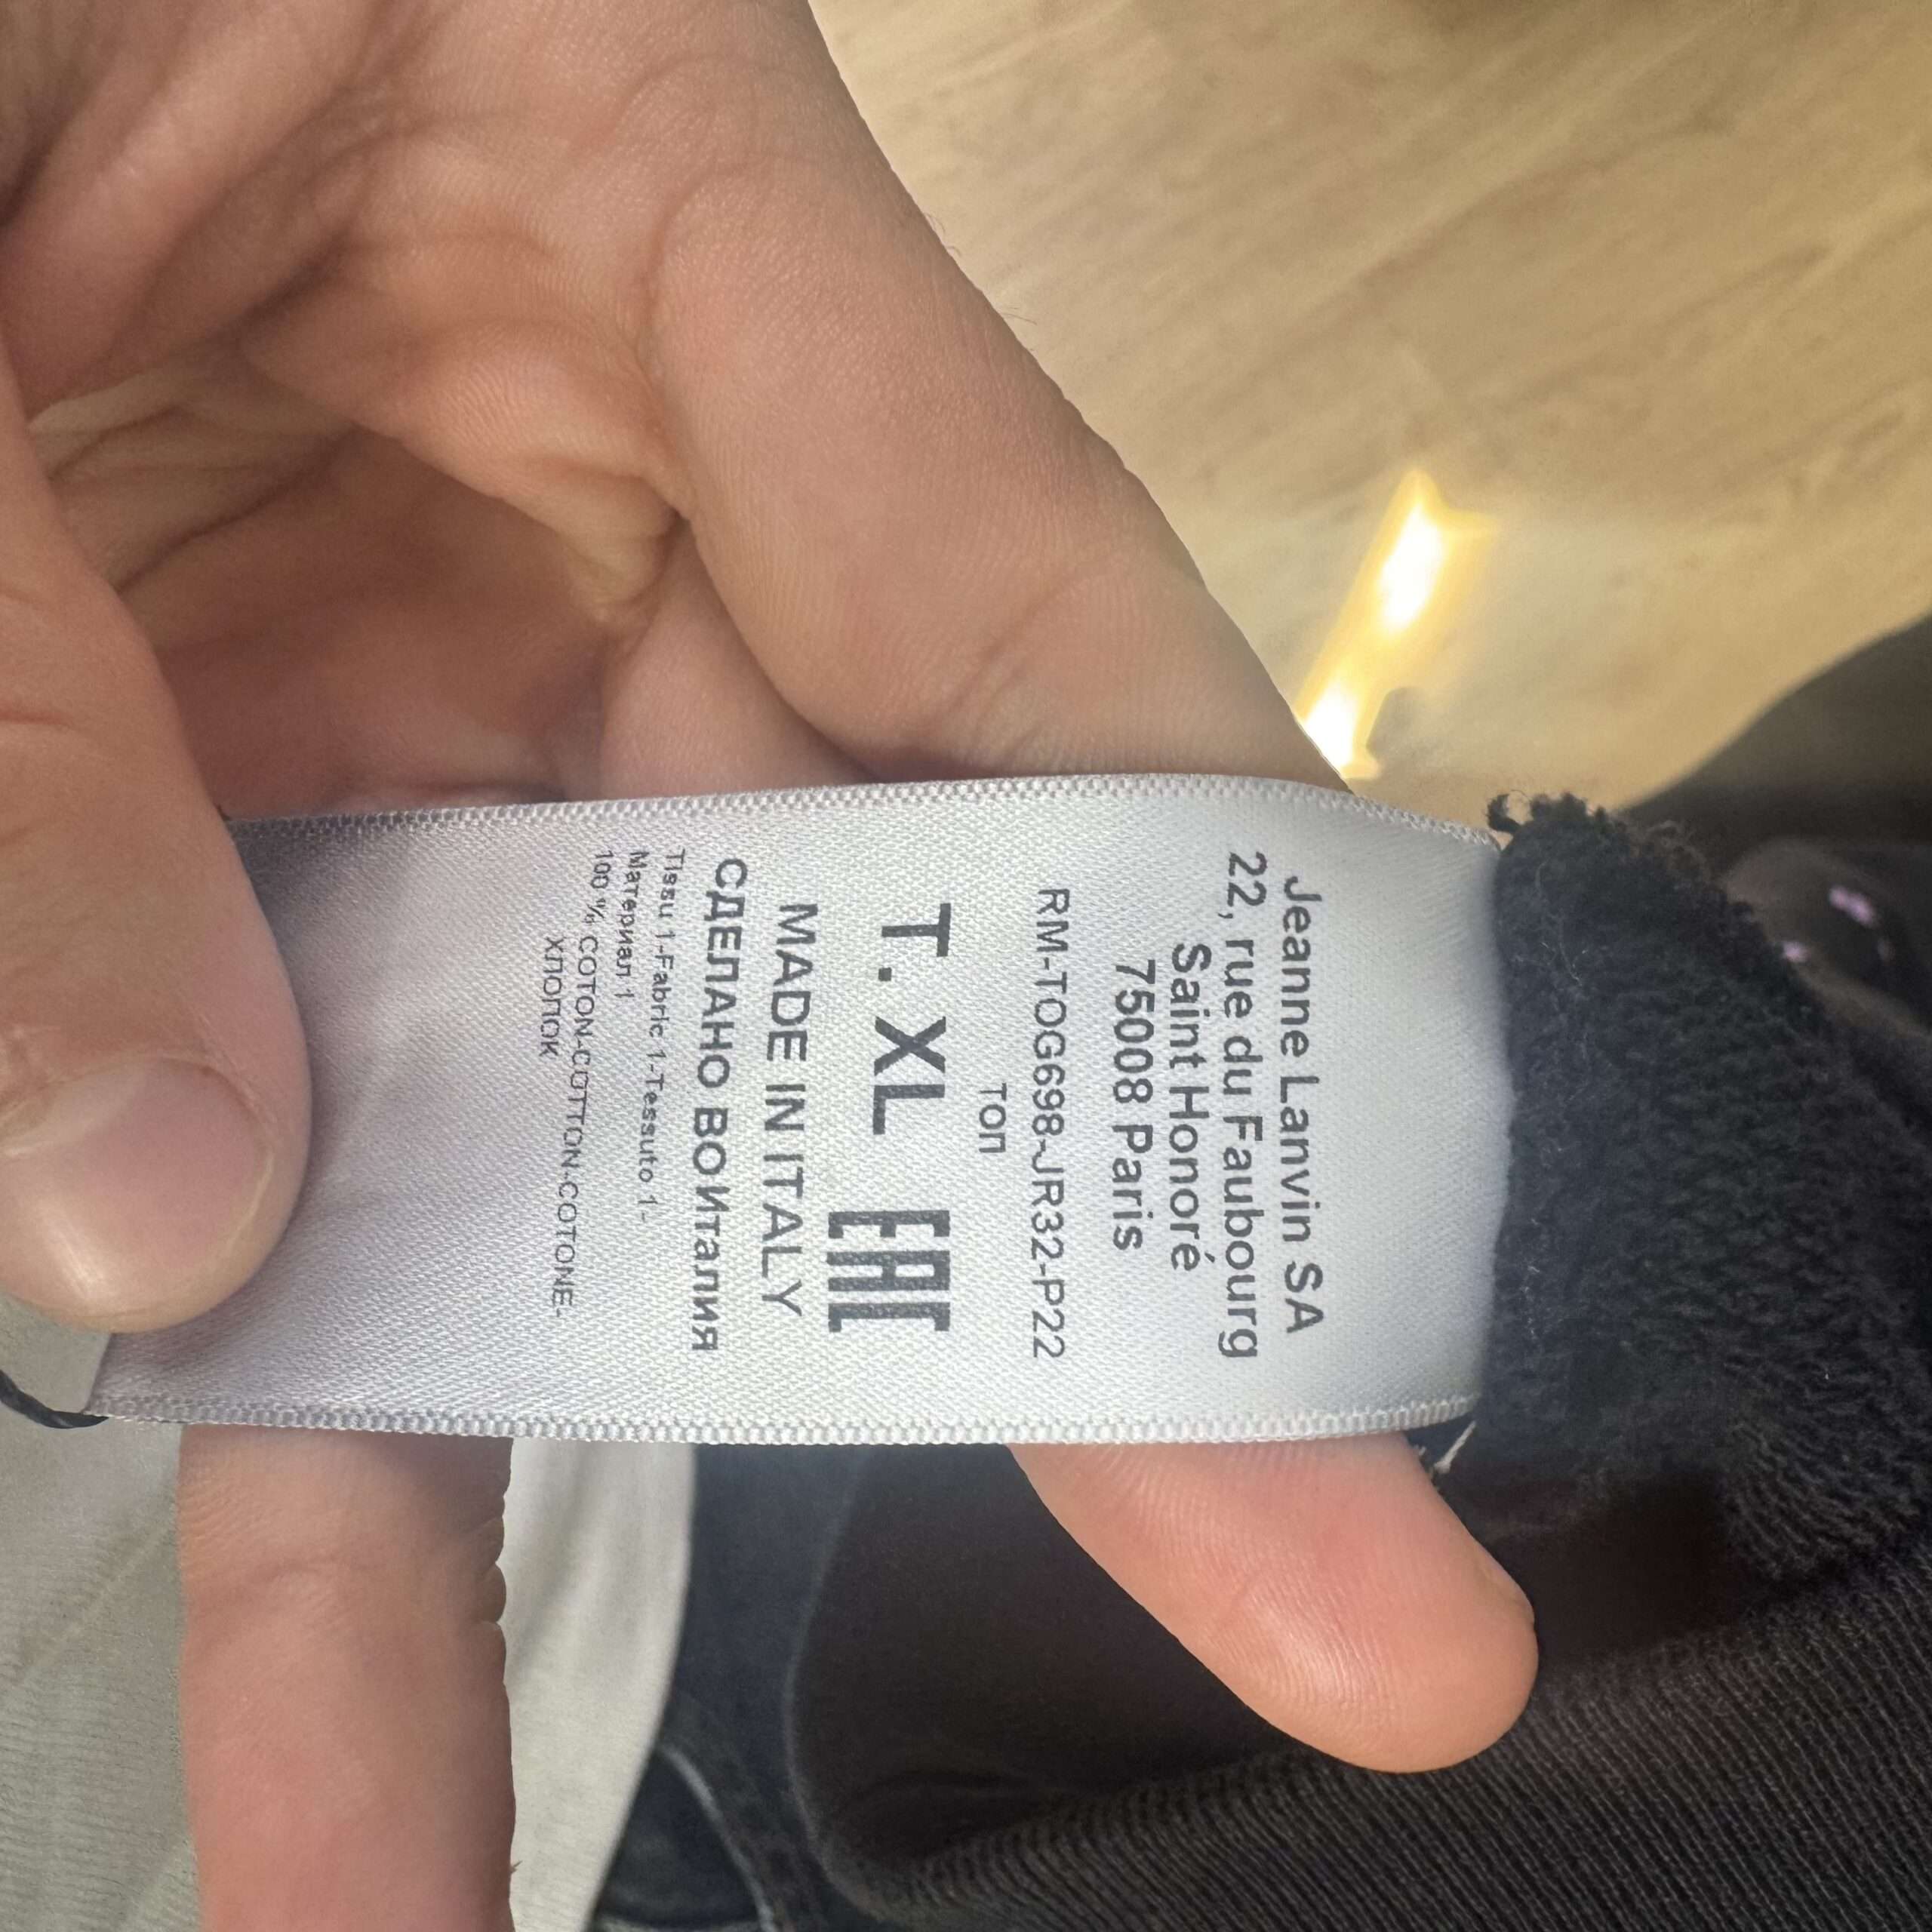 Jeanne Lanvin SA
22, rue du Faubourg
Saint Honoré
75008 Paris
RM-TOG698-JR32-P22
ТОП
T. XL EAC
MADE IN ITALY
СДЕЛАНО ВОИталия
Tissu 1-Fabric 1-Tessuto 1-
Материал 1
100 % COTON-COTTON-COTONE-
ХЛОПОК